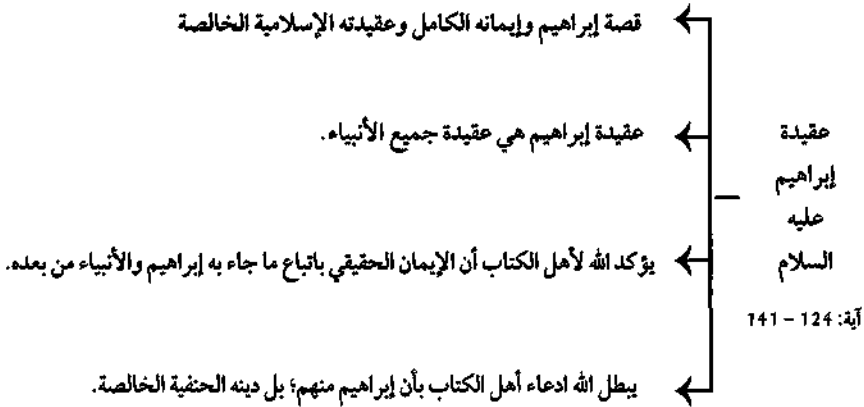 قصة إبراهيم وإيمانه الكامل وعقيدته الإسلامية الخالصة
عقيدة
إبراهيم
عليه
السلام
آية: 124 – 141
عقيدة إبراهيم هي عقيدة جميع الأنبياء.
يؤكد الله لأهل الكتاب أن الإيمان الحقيقي باتباع ما جاء به إبراهيم والأنبياء من بعده.
يبطل الله ادعاء أهل الكتاب بأن إبراهيم منهم؛ بل دينه الحنفية الخالصة.